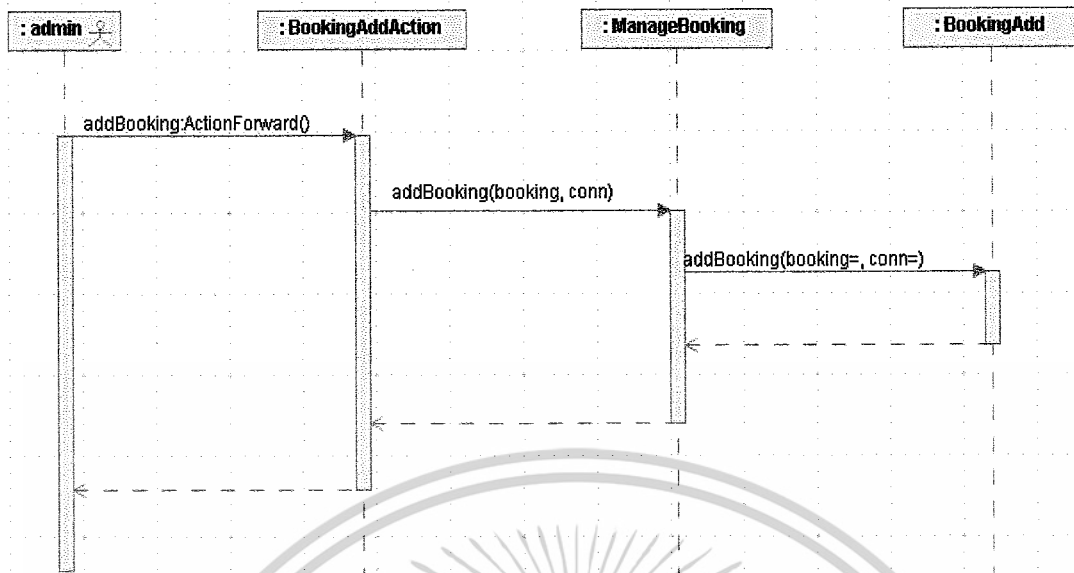 : admin
: BookingAddAction
: ManageBooking
: BookingAdd
addBooking:ActionForward()
addBooking(booking, conn)
addBooking(booking=, conn=)